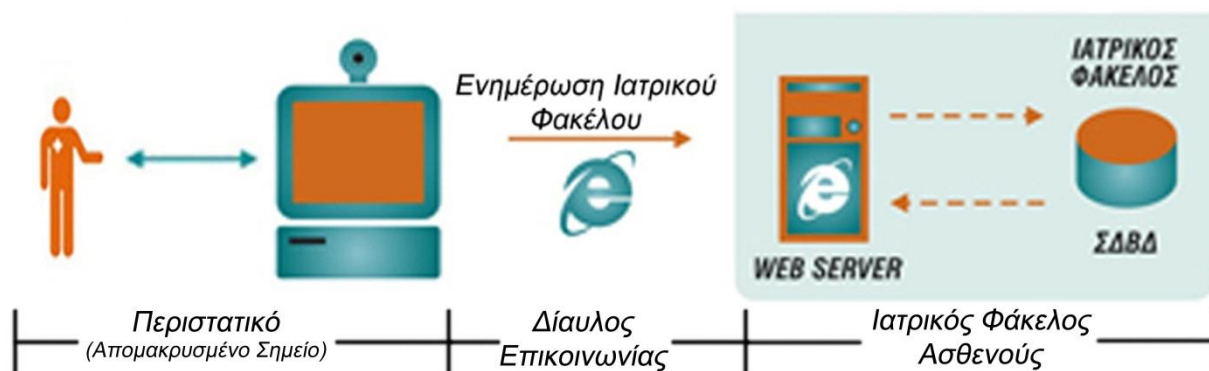 Ενημέρωση Ιατρικού
Φακέλου
ΙΑΤΡΙΚΟΣ
ΦΑΚΕΛΟΣ
WEB SERVER
ΣΔΒΔ
Περιστατικό
(Απομακρυσμένο Σημείο)
Δίαυλος
Επικοινωνίας
Ιατρικός Φάκελος
Ασθενούς